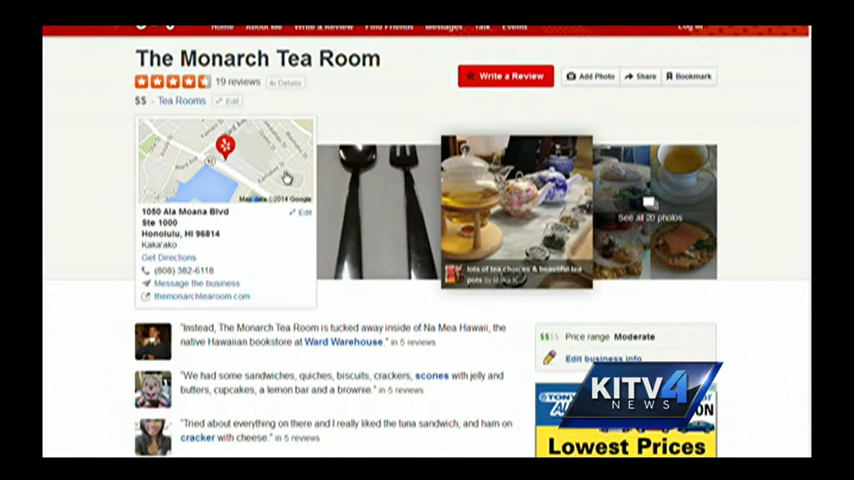 Home About Me Write a Review Find Friends Messages Talk Events Log In
The Monarch Tea Room
19 reviews Details
Write a Review Add Photo Share Bookmark
$$ · Tea Rooms Edit
Map data ©2014 Google
1050 Ala Moana Blvd Edit
Ste 1000
Honolulu, HI 96814
Kaka'ako
Get Directions
(808) 382-6118
Message the business
themonarchtearoom.com
lots of tea choices & beautiful tea
pots by
See all 20 photos
"Instead, The Monarch Tea Room is tucked away inside of Na Mea Hawaii, the
native Hawaiian bookstore at Ward Warehouse." in 5 reviews
"We had some sandwiches, quiches, biscuits, crackers, scones with jelly and
butters, cupcakes, a lemon bar and a brownie." in 5 reviews
"Tried about everything on there and I really liked the tuna sandwich, and ham on
cracker with cheese." in 5 reviews
$$$$ Price range Moderate
Edit business info
KITV4
NEWS
Lowest Prices